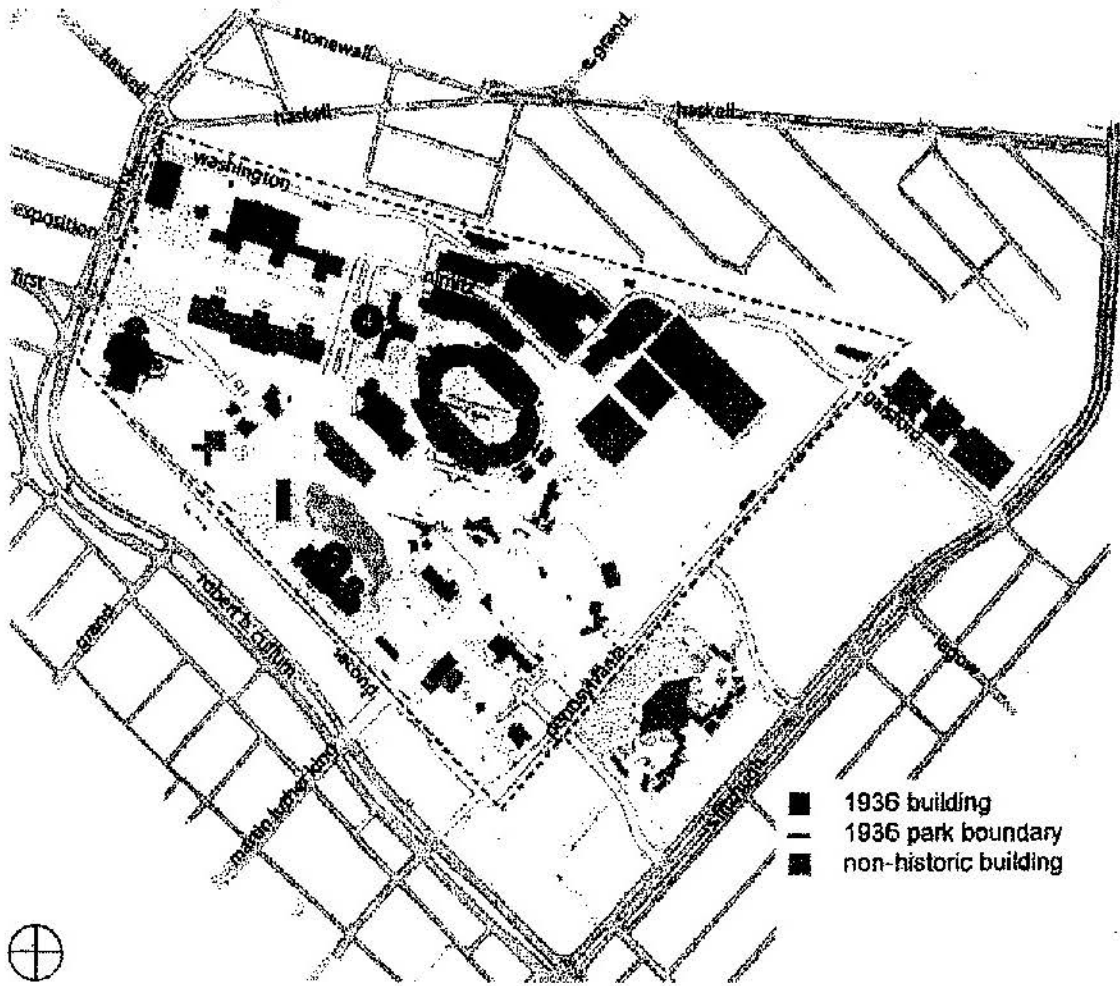 stonewall
e. grand
haskell
haskell
haskell
washington
parry
exposition
first
nimitz
gaisford
robert b. cullum
grand
second
pennsylvania
martin luther king
fitzhugh
■ 1936 building
– 1936 park boundary
■ non-historic building